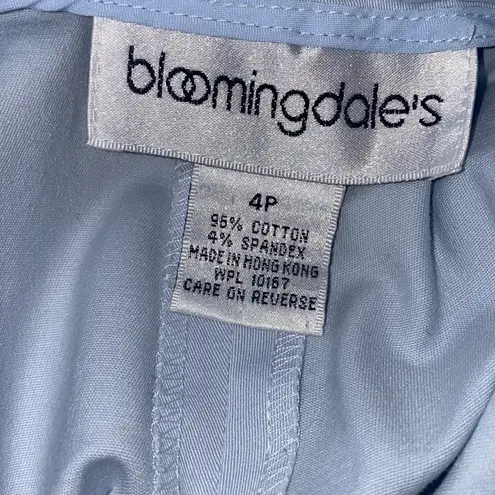 bloomingdale's
4P
96% COTTON
4% SPANDEX
MADE IN HONG KONG
WPL 10167
CARE ON REVERSE